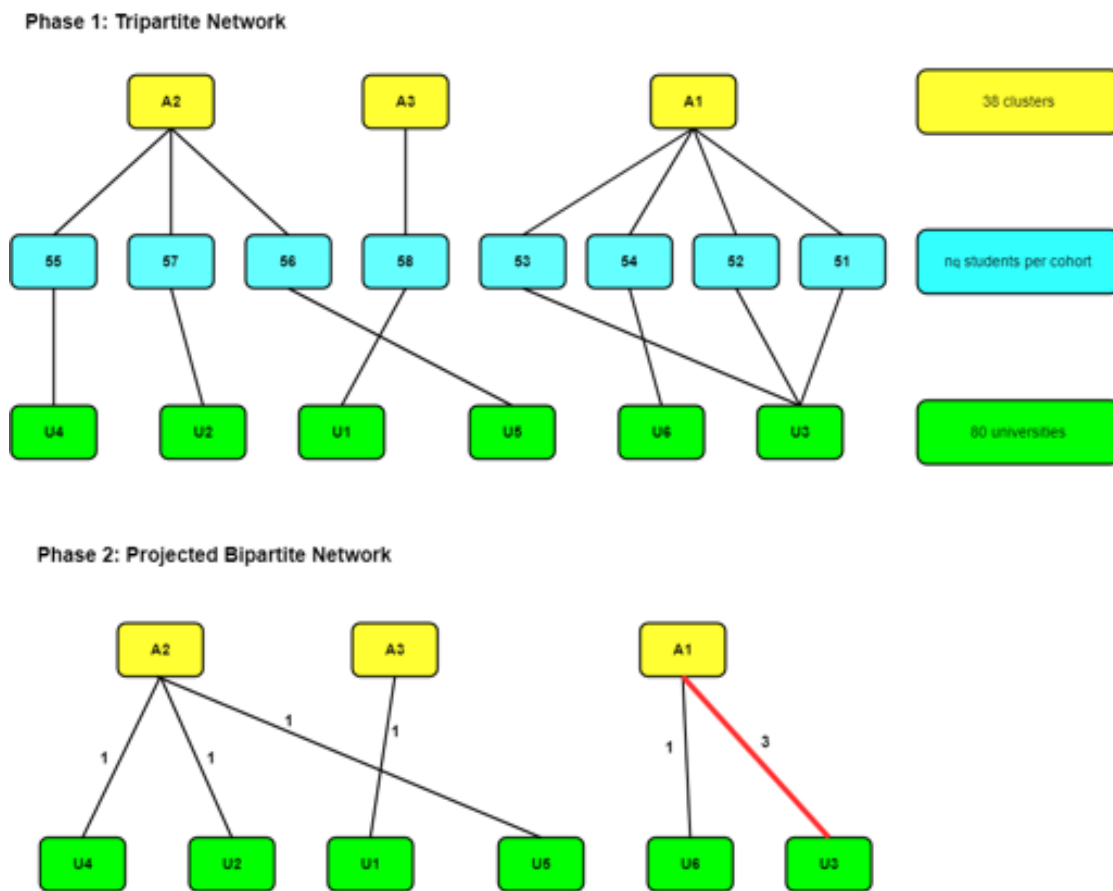 Phase 1: Tripartite Network
A2 A3 A1 38 clusters
55 57 56 58 53 54 52 51 nq students per cohort
U4 U2 U1 U5 U6 U3 80 universities
Phase 2: Projected Bipartite Network
A2 A3 A1
1 1 1 1 1 3
U4 U2 U1 U5 U6 U3